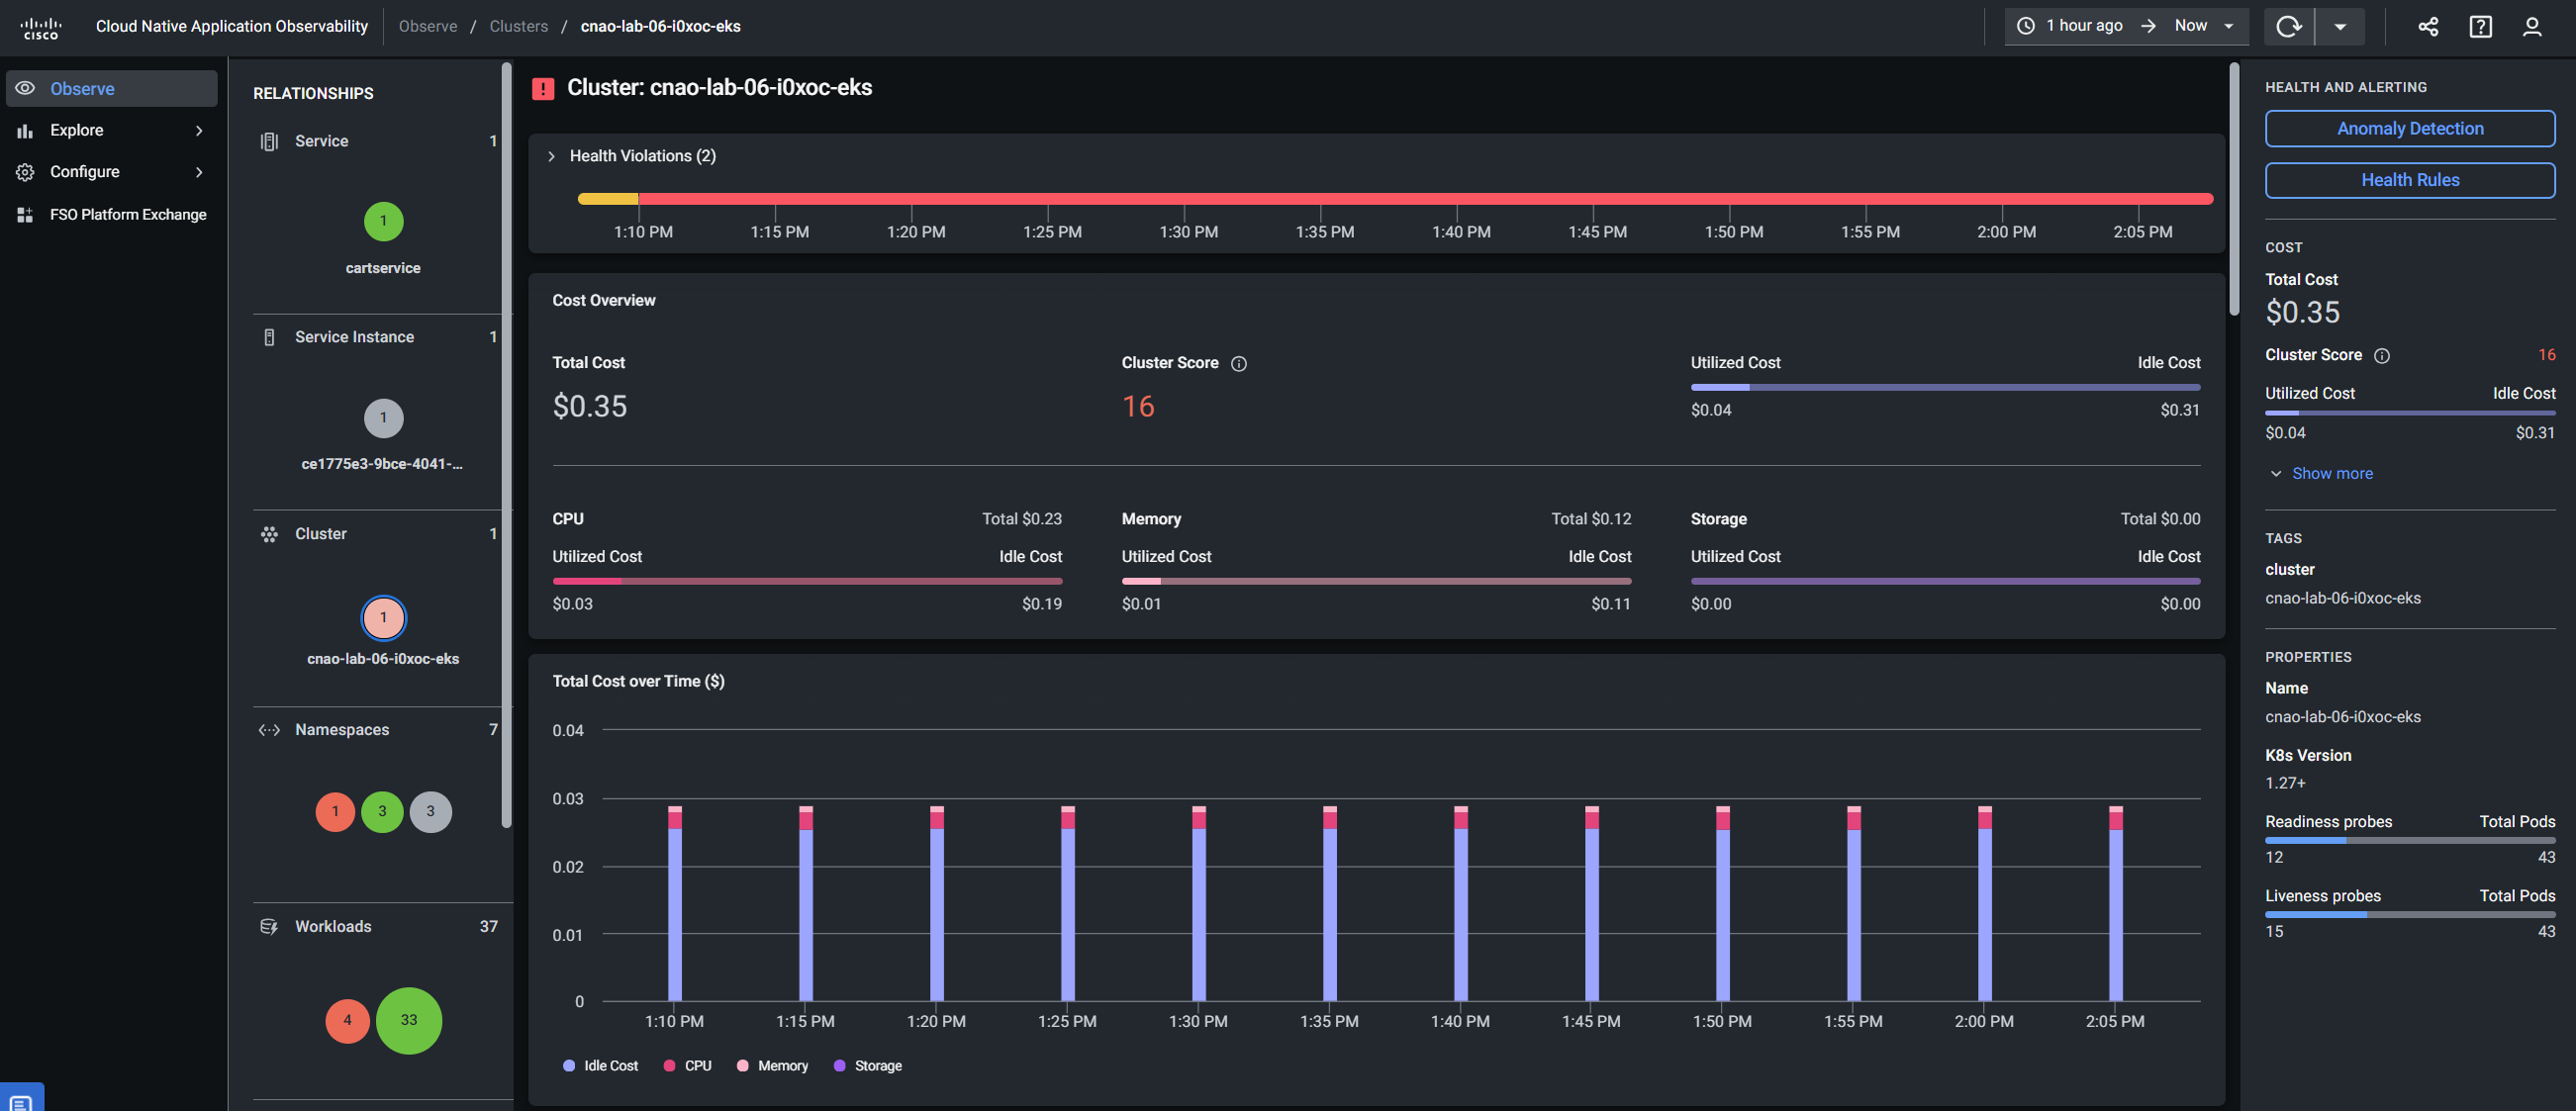 cisco
Cloud Native Application Observability
Observe / Clusters / cnao-lab-06-i0xoc-eks
1 hour ago → Now
Observe
Explore
Configure
FSO Platform Exchange
RELATIONSHIPS
Service 1
1
cartservice
Service Instance 1
1
ce1775e3-9bce-4041-...
Cluster 1
1
cnao-lab-06-i0xoc-eks
Namespaces 7
1 3 3
Workloads 37
4 33
Cluster: cnao-lab-06-i0xoc-eks
Health Violations (2)
1:10 PM 1:15 PM 1:20 PM 1:25 PM 1:30 PM 1:35 PM 1:40 PM 1:45 PM 1:50 PM 1:55 PM 2:00 PM 2:05 PM
Cost Overview
Total Cost
$0.35
Cluster Score
16
Utilized Cost Idle Cost
$0.04 $0.31
CPU Total $0.23
Utilized Cost Idle Cost
$0.03 $0.19
Memory Total $0.12
Utilized Cost Idle Cost
$0.01 $0.11
Storage Total $0.00
Utilized Cost Idle Cost
$0.00 $0.00
Total Cost over Time ($)
0.04
0.03
0.02
0.01
0
1:10 PM 1:15 PM 1:20 PM 1:25 PM 1:30 PM 1:35 PM 1:40 PM 1:45 PM 1:50 PM 1:55 PM 2:00 PM 2:05 PM
Idle Cost CPU Memory Storage
HEALTH AND ALERTING
Anomaly Detection
Health Rules
COST
Total Cost
$0.35
Cluster Score 16
Utilized Cost Idle Cost
$0.04 $0.31
Show more
TAGS
cluster
cnao-lab-06-i0xoc-eks
PROPERTIES
Name
cnao-lab-06-i0xoc-eks
K8s Version
1.27+
Readiness probes Total Pods
12 43
Liveness probes Total Pods
15 43